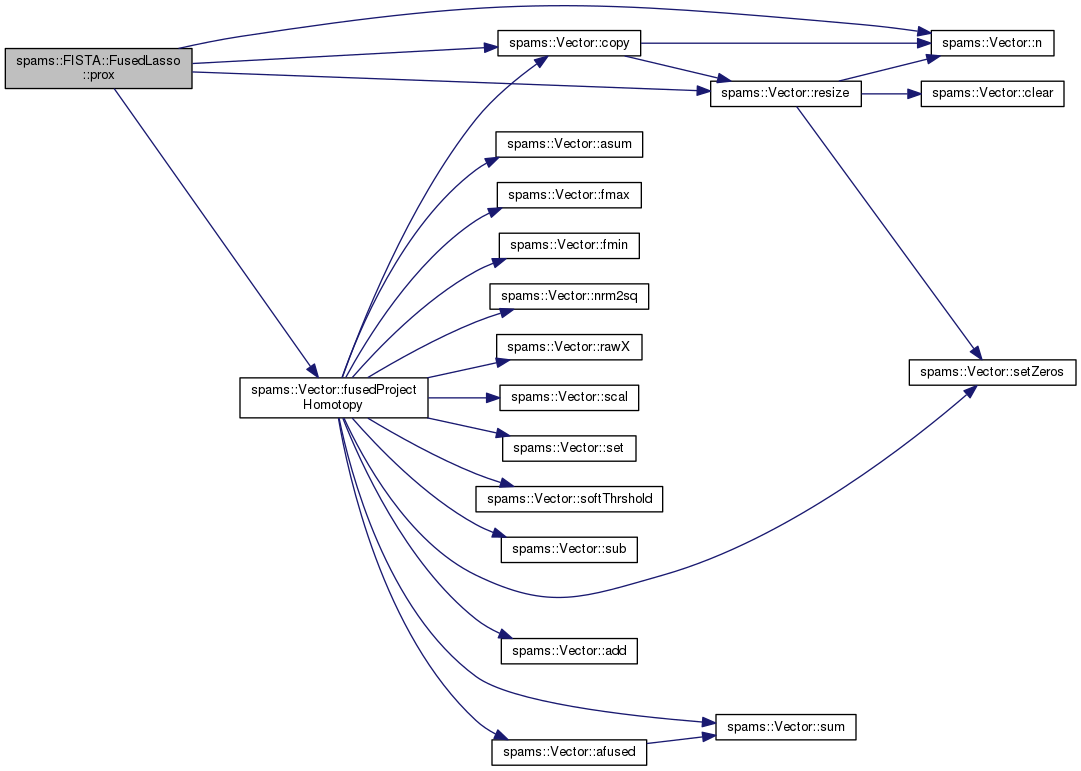 spams::FISTA::FusedLasso
::prox
spams::Vector::copy
spams::Vector::n
spams::Vector::resize
spams::Vector::clear
spams::Vector::asum
spams::Vector::fmax
spams::Vector::fmin
spams::Vector::nrm2sq
spams::Vector::rawX
spams::Vector::setZeros
spams::Vector::fusedProject
Homotopy
spams::Vector::scal
spams::Vector::set
spams::Vector::softThrshold
spams::Vector::sub
spams::Vector::add
spams::Vector::sum
spams::Vector::afused